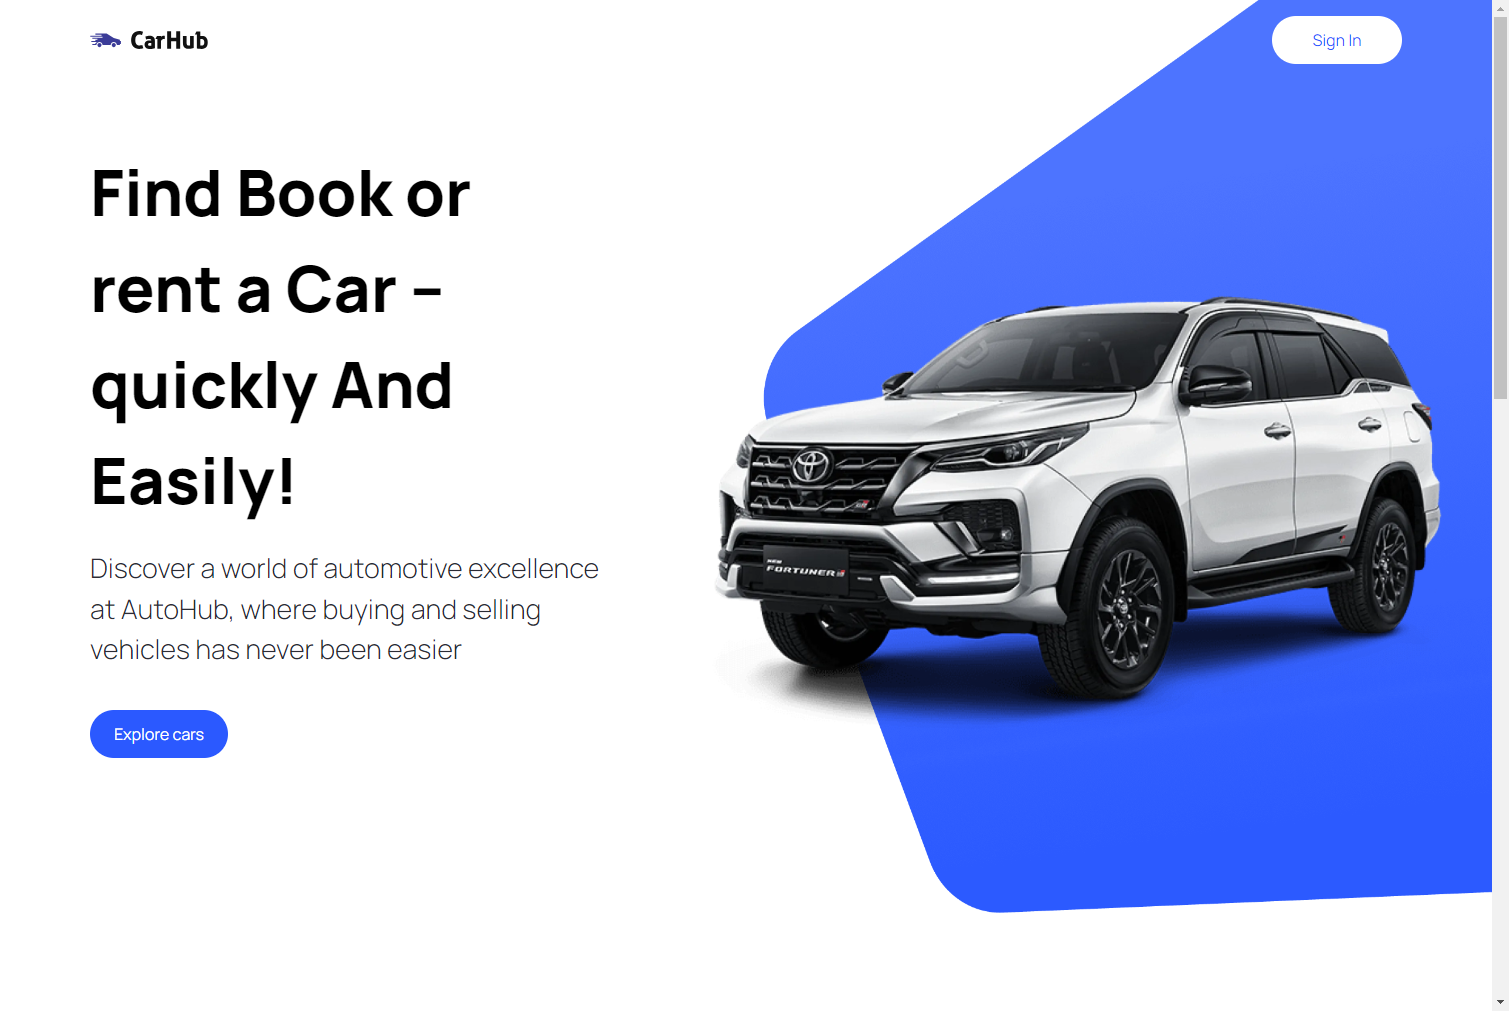 CarHub
Sign In
Find Book or
rent a Car –
quickly And
Easily!
Discover a world of automotive excellence
at AutoHub, where buying and selling
vehicles has never been easier
Explore cars
NEW
FORTUNER